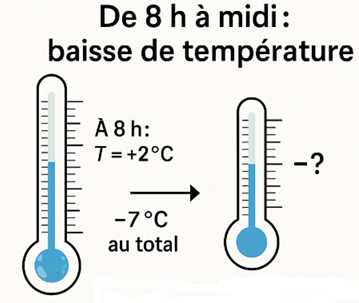 De 8 h à midi :
baisse de température
À 8 h:
T = +2°C
−7 °C
au total
−?